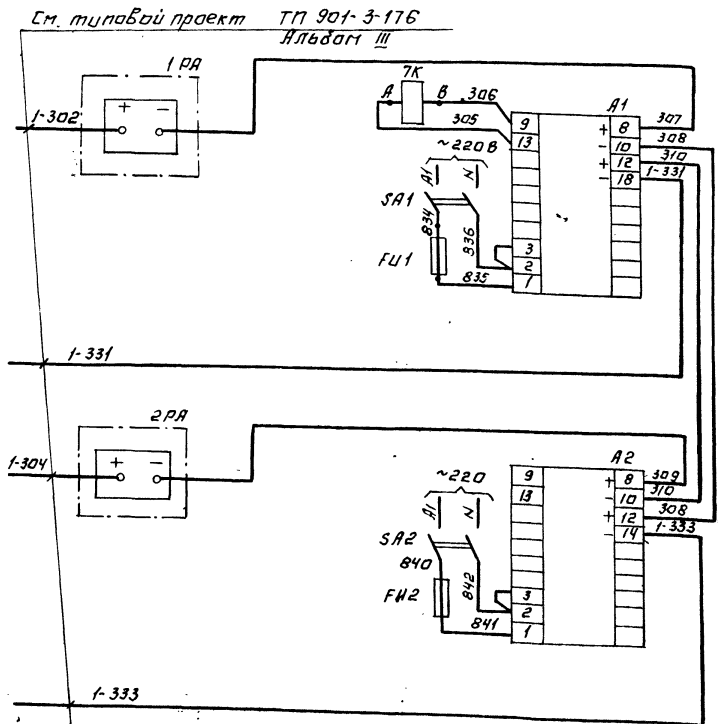 См. типовой проект ТП 901-3-176
Альбом III
1РА
1-302
+ -
7К
А В 306
305
~220В
А1 N
SA1
834
836
FU1
835
А1
9
13
3
2
1
+ 8 307
- 10 308
+ 12 310
- 18 1-331
1-331
2РА
1-304
+ -
~220
А1 N
SA2
840
842
FU2
841
А2
9
13
3
2
1
+ 8 309
- 10 310
+ 12 308
- 14 1-333
1-333